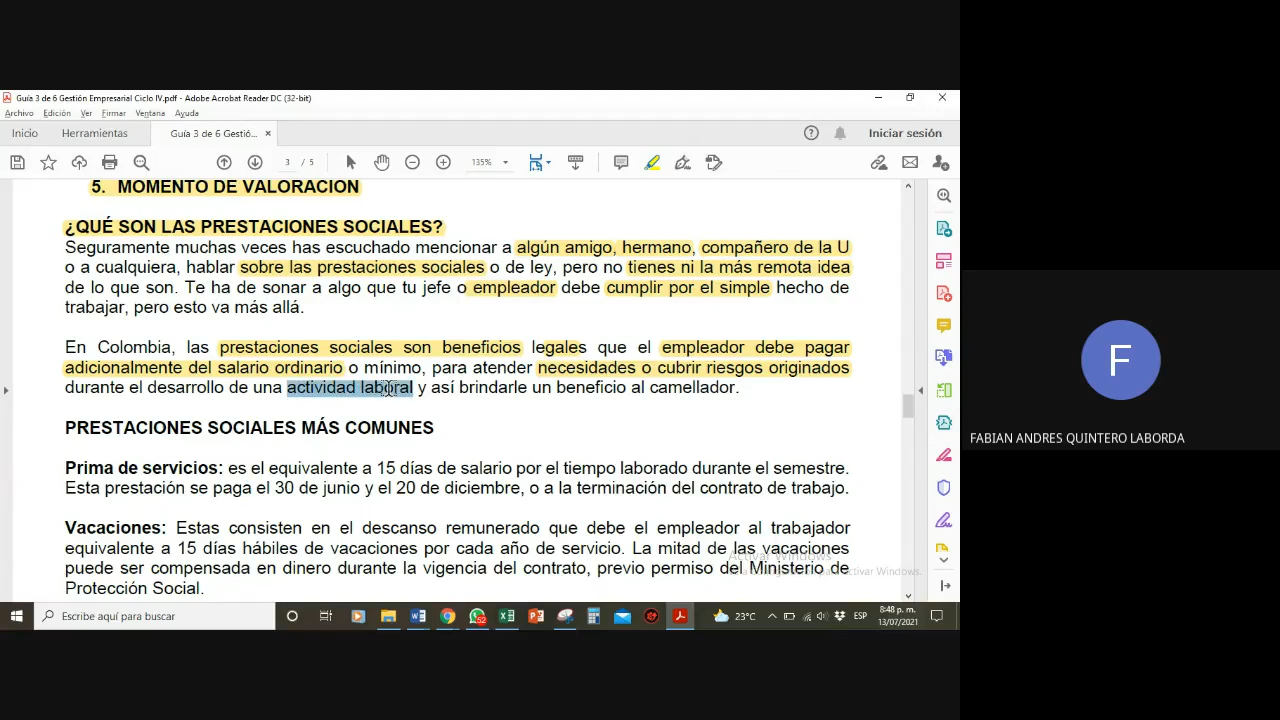 Guía 3 de 6 Gestión Empresarial Ciclo IV.pdf - Adobe Acrobat Reader DC (32-bit)
Archivo Edición Ver Firmar Ventana Ayuda
Inicio Herramientas Guía 3 de 6 Gestió... × Iniciar sesión
3 / 5 135%
5. MOMENTO DE VALORACIÓN
¿QUÉ SON LAS PRESTACIONES SOCIALES?
Seguramente muchas veces has escuchado mencionar a algún amigo, hermano, compañero de la U
o a cualquiera, hablar sobre las prestaciones sociales o de ley, pero no tienes ni la más remota idea
de lo que son. Te ha de sonar a algo que tu jefe o empleador debe cumplir por el simple hecho de
trabajar, pero esto va más allá.
En Colombia, las prestaciones sociales son beneficios legales que el empleador debe pagar
adicionalmente del salario ordinario o mínimo, para atender necesidades o cubrir riesgos originados
durante el desarrollo de una actividad laboral y así brindarle un beneficio al camellador.
PRESTACIONES SOCIALES MÁS COMUNES
Prima de servicios: es el equivalente a 15 días de salario por el tiempo laborado durante el semestre.
Esta prestación se paga el 30 de junio y el 20 de diciembre, o a la terminación del contrato de trabajo.
Vacaciones: Estas consisten en el descanso remunerado que debe el empleador al trabajador
equivalente a 15 días hábiles de vacaciones por cada año de servicio. La mitad de las vacaciones
puede ser compensada en dinero durante la vigencia del contrato, previo permiso del Ministerio de
Protección Social.
Activar Windows
activar Windows.
Escribe aquí para buscar
52
23°C
ESP
8:48 p. m.
13/07/2021
F
FABIAN ANDRES QUINTERO LABORDA